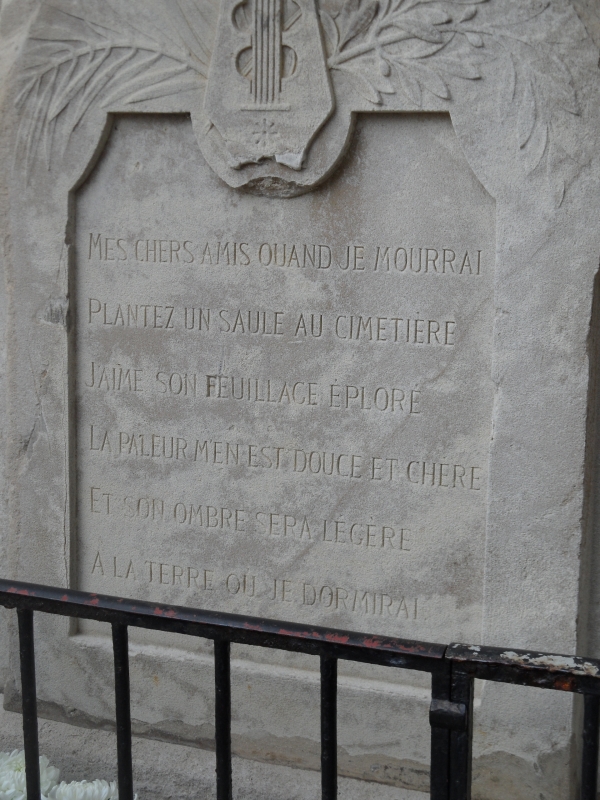 MES CHERS AMIS QUAND JE MOURRAI
PLANTEZ UN SAULE AU CIMETIÈRE
J'AIME SON FEUILLAGE ÉPLORÉ
LA PALEUR M'EN EST DOUCE ET CHÈRE
ET SON OMBRE SERA LÉGÈRE
À LA TERRE OÙ JE DORMIRAI